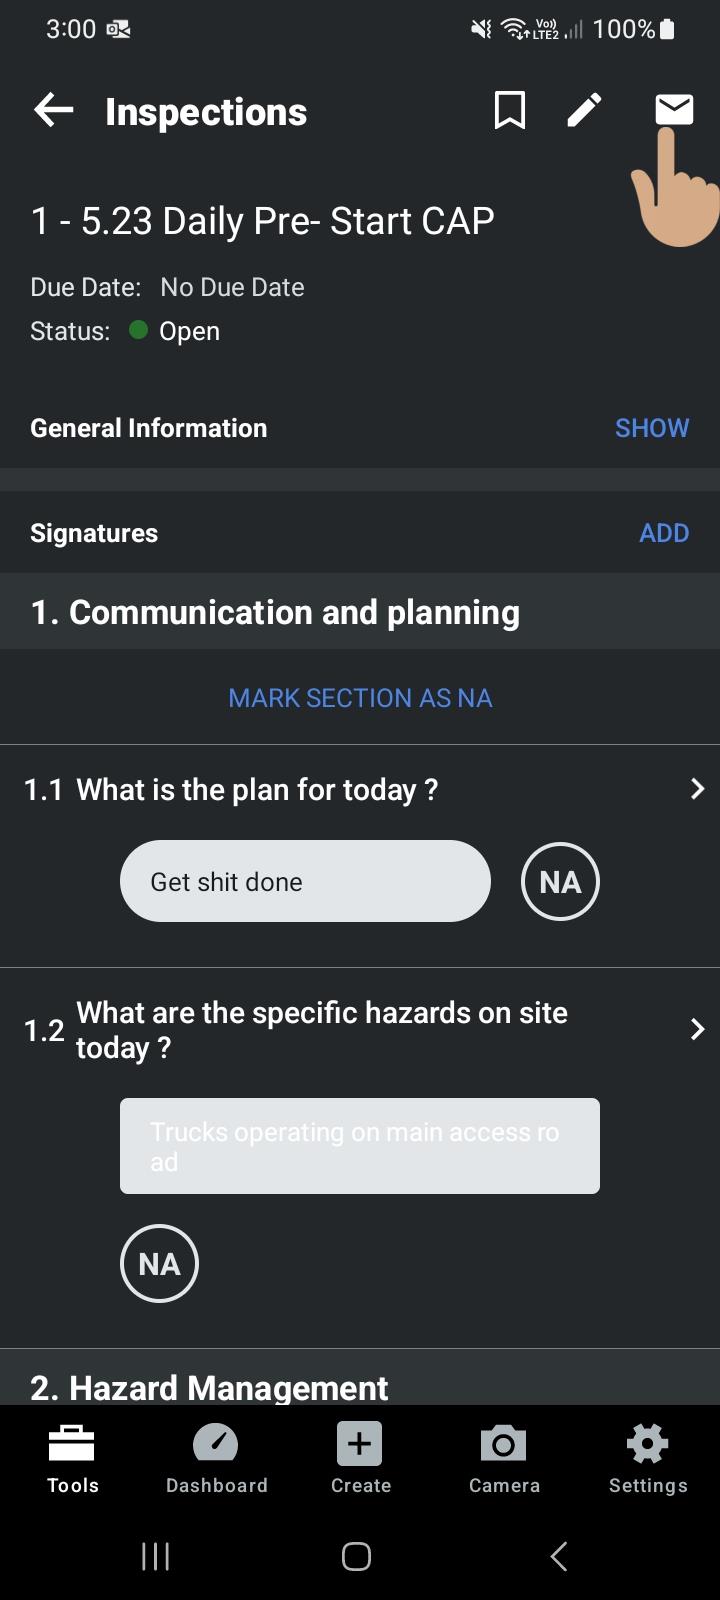 3:00 Vo)) LTE2 100%
Inspections
1 - 5.23 Daily Pre- Start CAP
Due Date: No Due Date
Status: Open
General Information SHOW
Signatures ADD
1. Communication and planning
MARK SECTION AS NA
1.1 What is the plan for today ?
Get shit done NA
1.2 What are the specific hazards on site
today ?
Trucks operating on main access ro
ad
NA
2. Hazard Management
Tools Dashboard Create Camera Settings